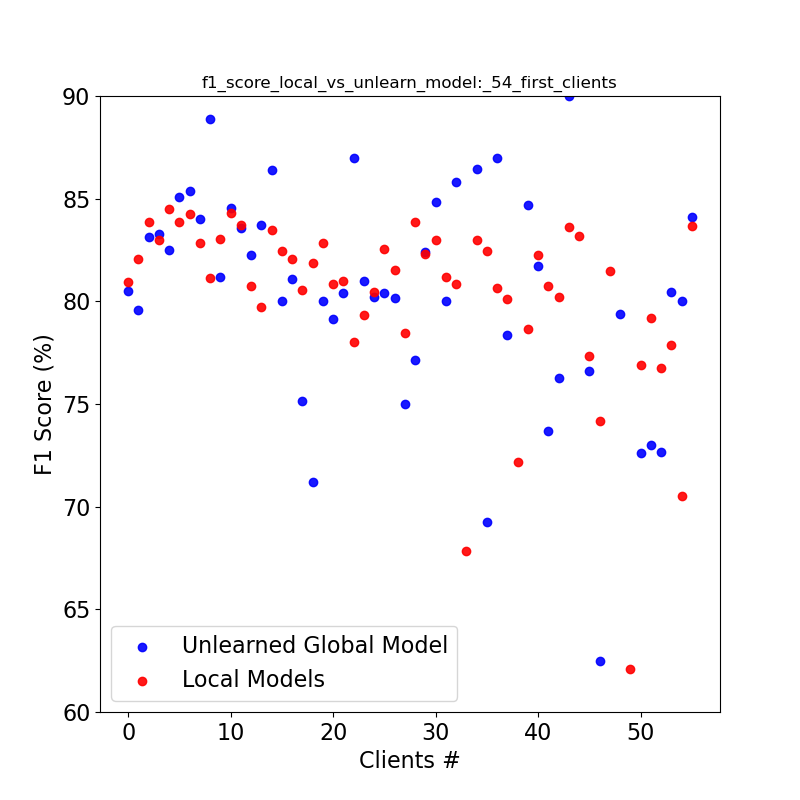 f1_score_local_vs_unlearn_model:_54_first_clients
90
85
80
75
70
65
60
F1 Score (%)
Unlearned Global Model
Local Models
0 10 20 30 40 50
Clients #